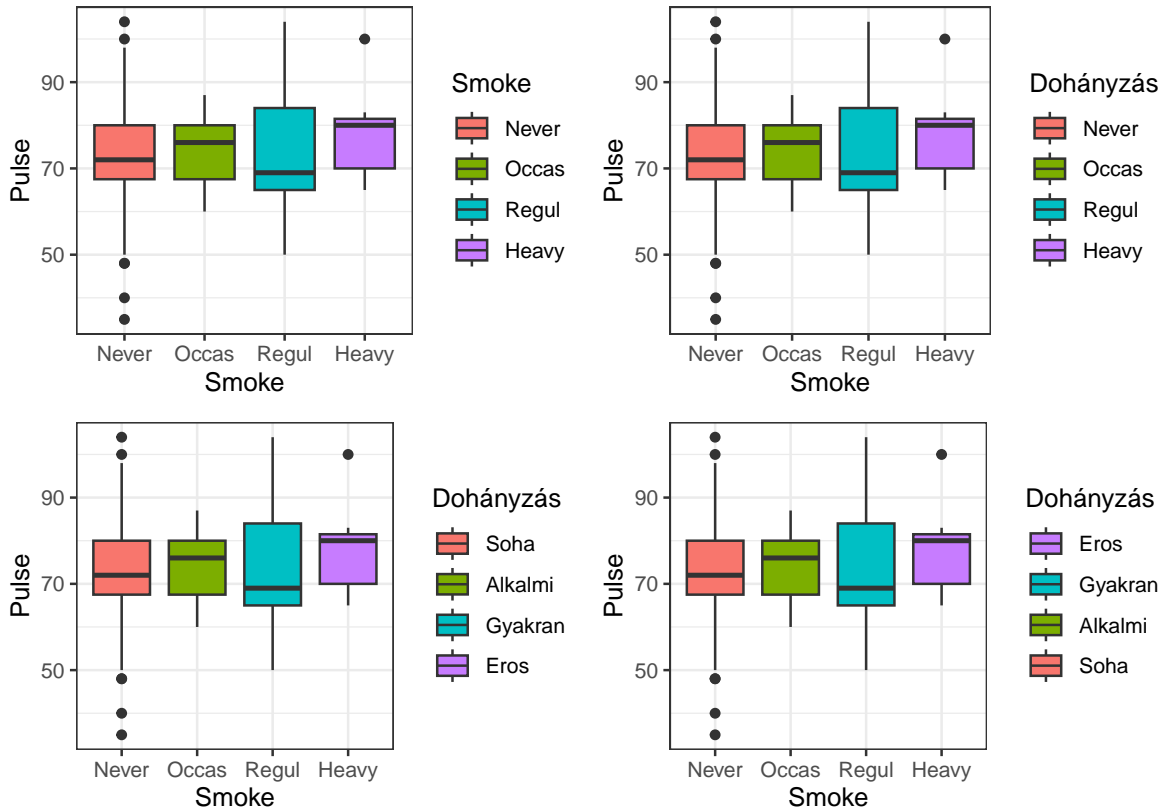 Pulse
90
70
50
Never Occas Regul Heavy
Smoke
Smoke
Never
Occas
Regul
Heavy
Pulse
90
70
50
Never Occas Regul Heavy
Smoke
Dohányzás
Never
Occas
Regul
Heavy
Pulse
90
70
50
Never Occas Regul Heavy
Smoke
Dohányzás
Soha
Alkalmi
Gyakran
Eros
Pulse
90
70
50
Never Occas Regul Heavy
Smoke
Dohányzás
Eros
Gyakran
Alkalmi
Soha